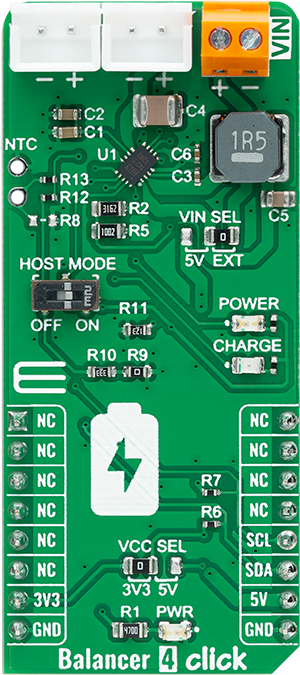 − + − +
+ −
VIN
C2
C1
C4
U1
C6
C3
1R5
NTC
R13
R12
R8
R2
3162
R5
1002
C5
VIN SEL
0
5V EXT
HOST MODE
OFF ON
POWER
R11
CHARGE
R10 R9
0
NC NC
NC NC
NC NC
NC NC
NC SCL
NC SDA
3V3 5V
GND GND
R7
R6
VCC SEL
0
3V3 5V
R1 PWR
4700
Balancer 4 click